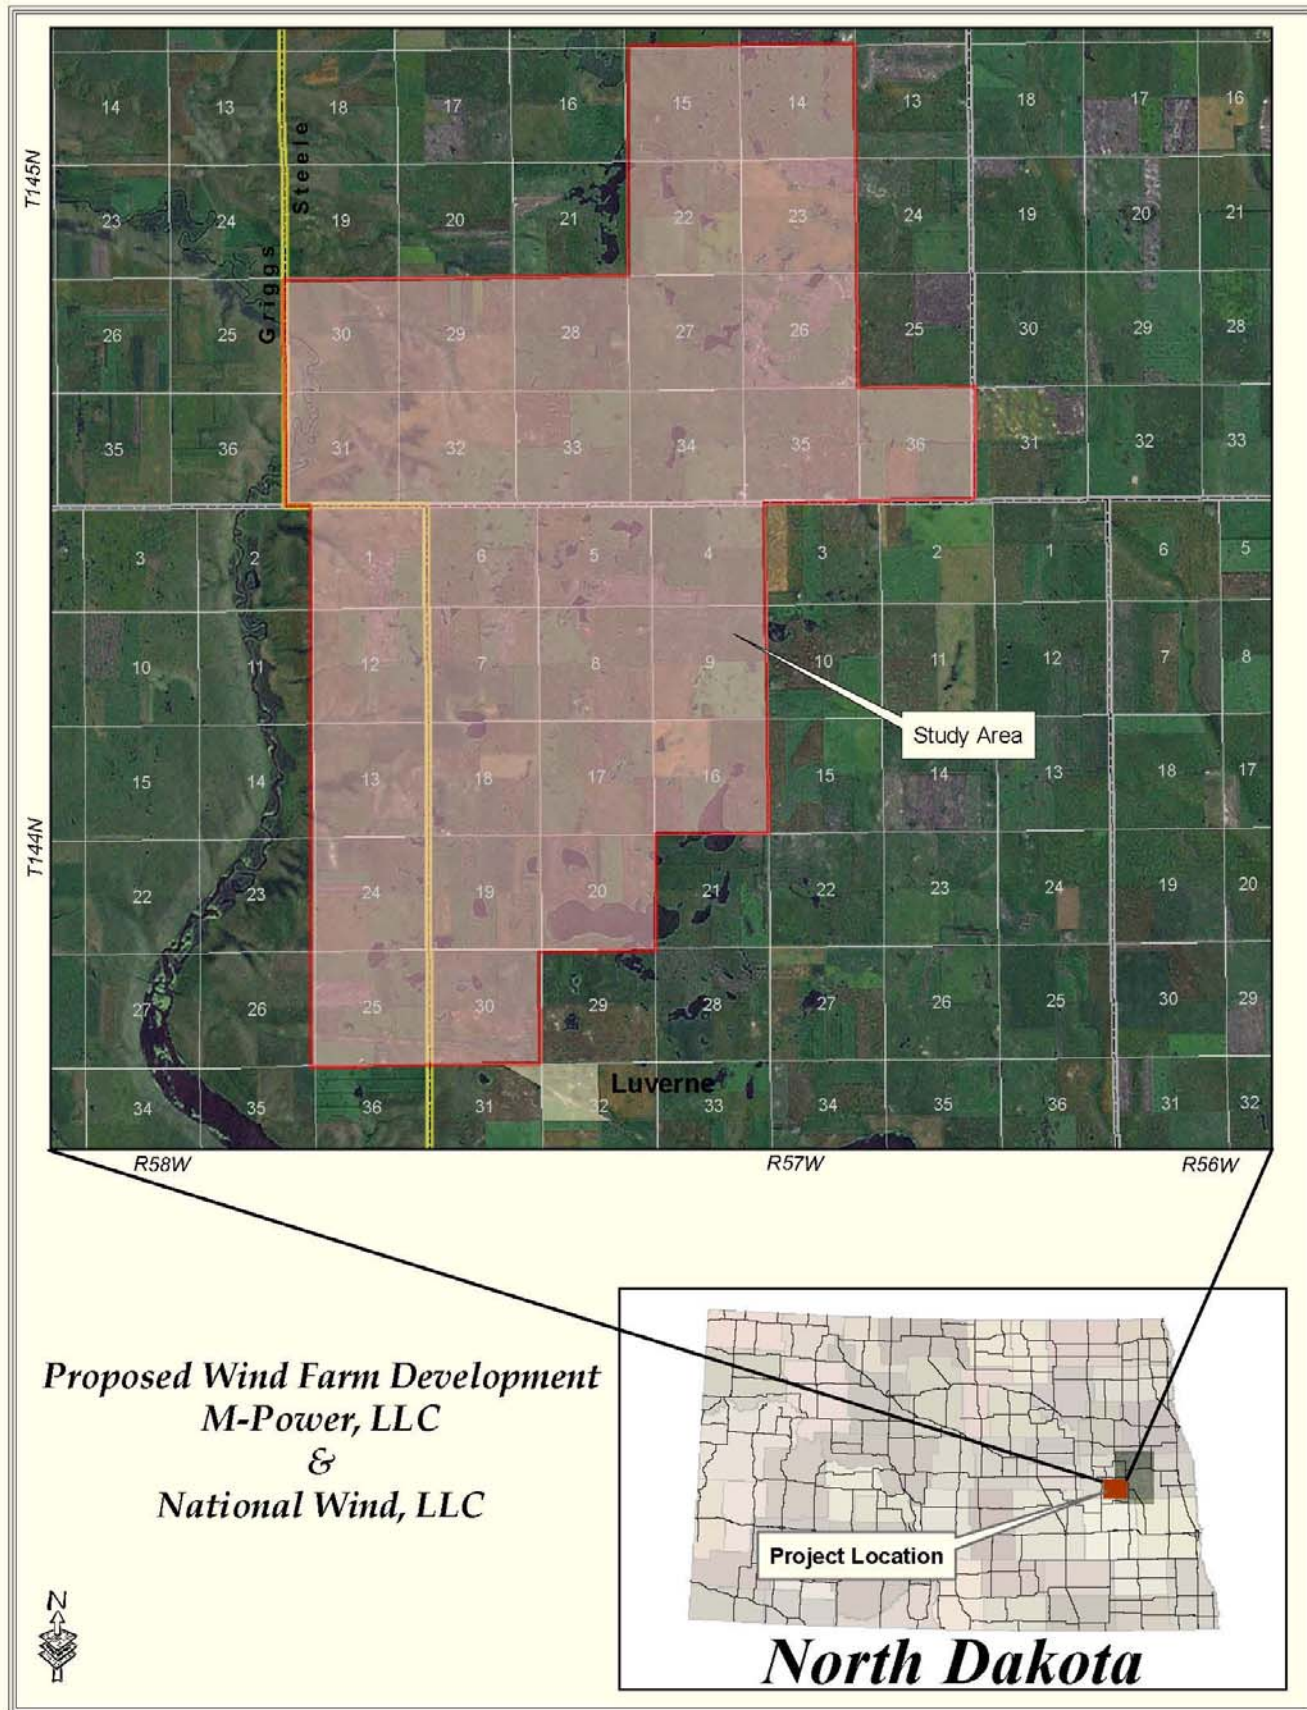 14 13 18 17 16 15 14 13 18 17 16
T145N
Steele
23 24 19 20 21 22 23 24 19 20 21
Griggs
26 25 30 29 28 27 26 25 30 29 28
35 36 31 32 33 34 35 36 31 32 33
3 2 1 6 5 4 3 2 1 6 5
10 11 12 7 8 9 10 11 12 7 8
Study Area
15 14 13 18 17 16 15 14 13 18 17
T144N
22 23 24 19 20 21 22 23 24 19 20
27 26 25 30 29 28 27 26 25 30 29
Luverne
34 35 36 31 32 33 34 35 36 31 32
R58W R57W R56W
Proposed Wind Farm Development
M-Power, LLC
&
National Wind, LLC
N
Project Location
North Dakota